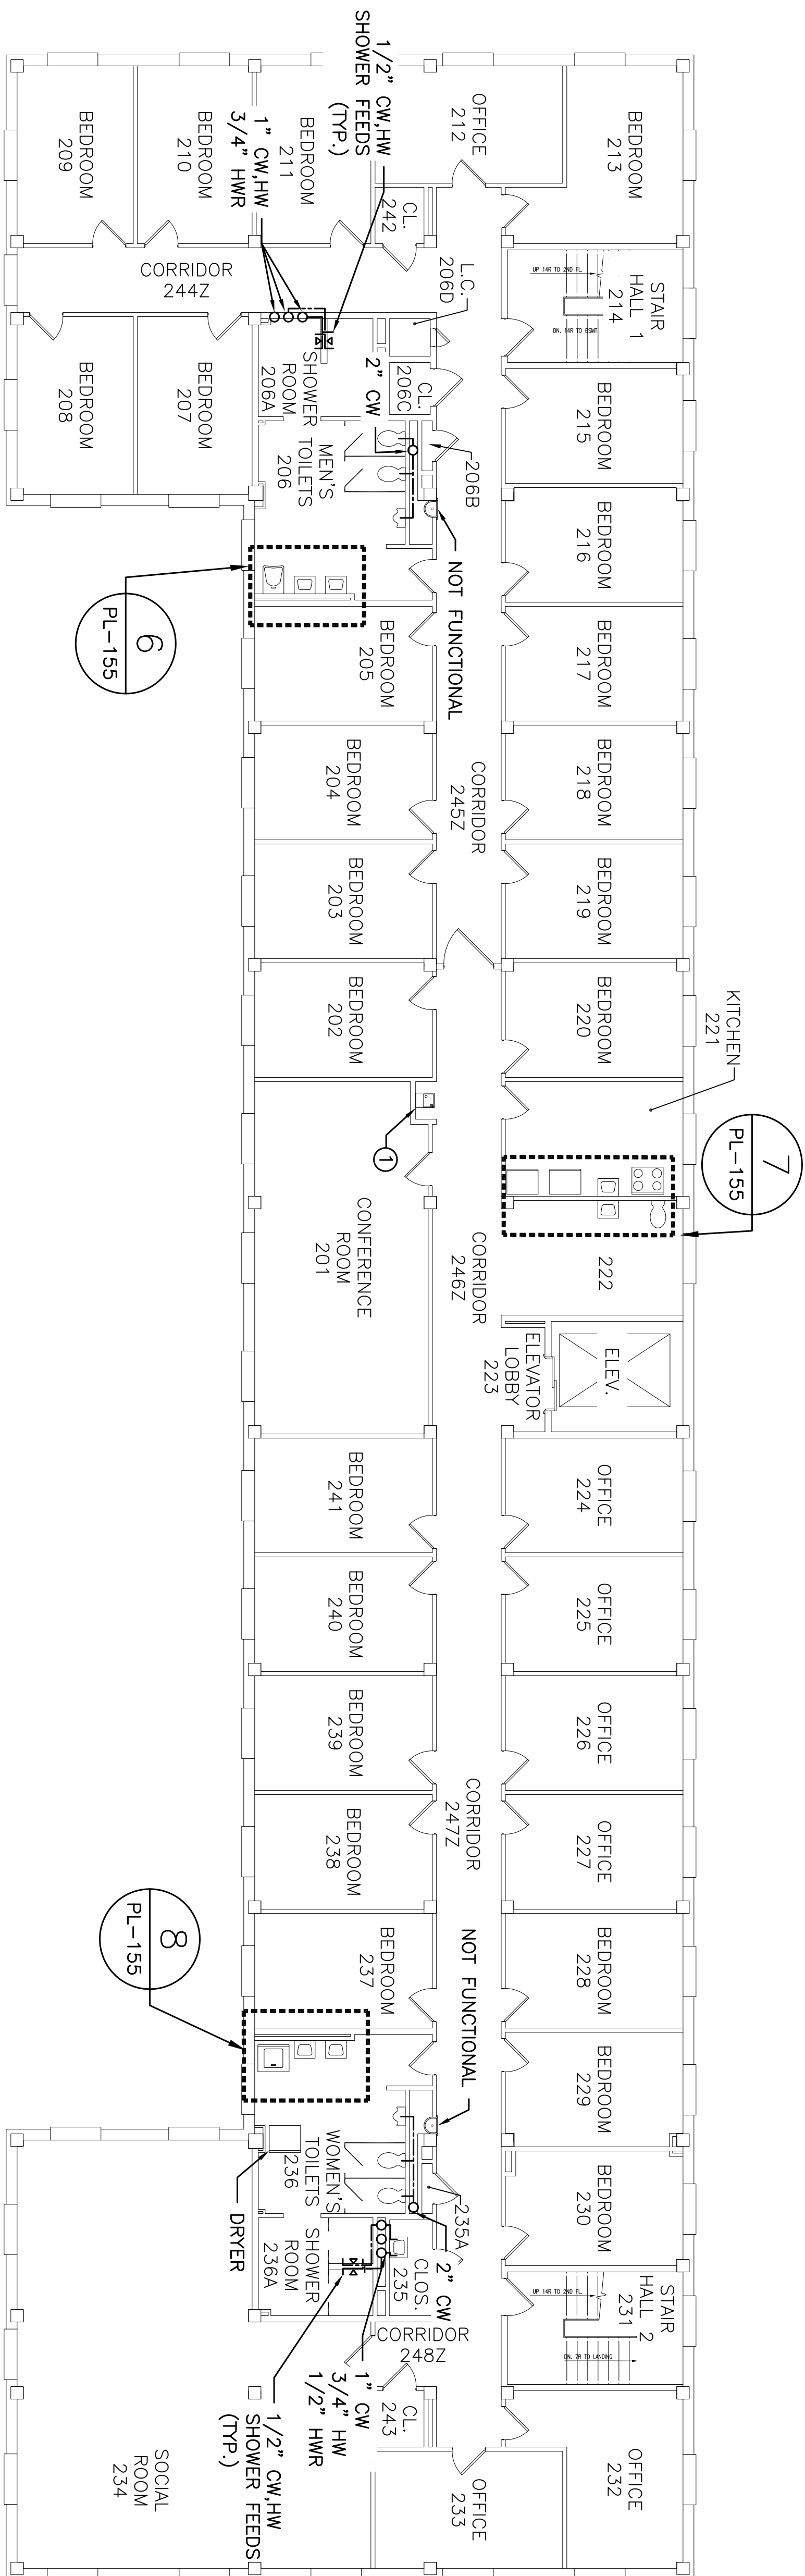 BEDROOM
213
STAIR
HALL 1
214
UP 14R TO 2ND FL.
DN. 14R TO BSMT
BEDROOM
215
BEDROOM
216
BEDROOM
217
BEDROOM
218
BEDROOM
219
BEDROOM
220
KITCHEN
221
7
PL-155
222
ELEV.
ELEVATOR
LOBBY
223
OFFICE
224
OFFICE
225
OFFICE
226
OFFICE
227
BEDROOM
228
BEDROOM
229
BEDROOM
230
STAIR
HALL 2
231
UP 14R TO 2ND FL.
DN. 7R TO LANDING
OFFICE
232
OFFICE
212
1/2" CW,HW
SHOWER FEEDS
(TYP.)
CL.
242
L.C.
206D
CL.
206C
206B
2" CW
NOT FUNCTIONAL
CORRIDOR
245Z
CORRIDOR
246Z
CORRIDOR
247Z
NOT FUNCTIONAL
235A
2" CW
CLOS.
235
CORRIDOR
248Z
CL.
243
OFFICE
233
1" CW
3/4" HW
1/2" HWR
1/2" CW,HW
SHOWER FEEDS
(TYP.)
BEDROOM
211
1" CW,HW
3/4" HWR
SHOWER
ROOM
206A
MEN'S
TOILETS
206
BEDROOM
205
BEDROOM
204
BEDROOM
203
BEDROOM
202
1
CONFERENCE
ROOM
201
BEDROOM
241
BEDROOM
240
BEDROOM
239
BEDROOM
238
BEDROOM
237
WOMEN'S
TOILETS
236
SHOWER
ROOM
236A
DRYER
BEDROOM
210
BEDROOM
209
CORRIDOR
244Z
BEDROOM
207
BEDROOM
208
6
PL-155
8
PL-155
SOCIAL
ROOM
234